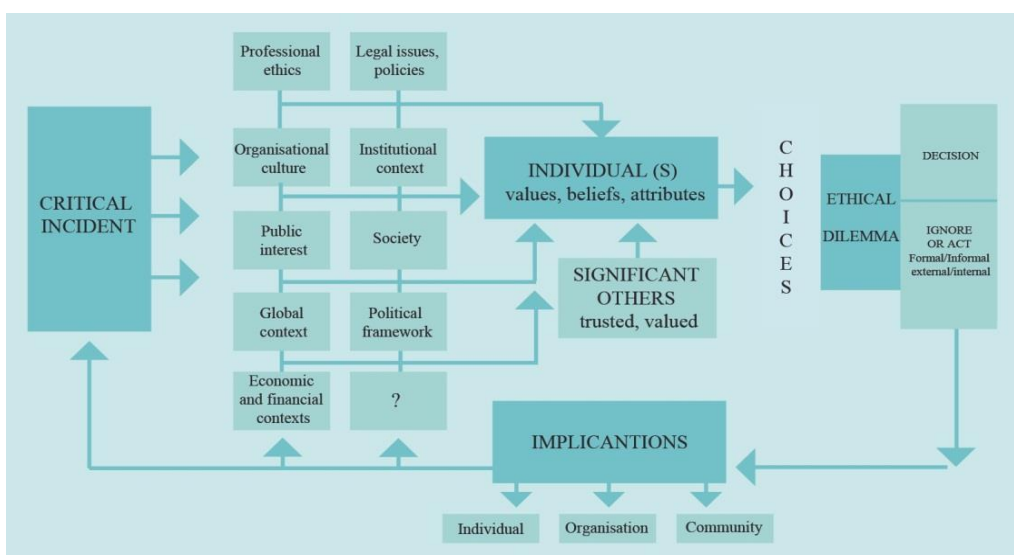 CRITICAL
INCIDENT
Professional
ethics
Legal issues,
policies
Organisational
culture
Institutional
context
Public
interest
Society
Global
context
Political
framework
Economic
and financial
contexts
?
INDIVIDUAL (S)
values, beliefs, attributes
SIGNIFICANT
OTHERS
trusted, valued
C
H
O
I
C
E
S
ETHICAL
DILEMMA
DECISION
IGNORE
OR ACT
Formal/Informal
external/internal
IMPLICANTIONS
Individual
Organisation
Community